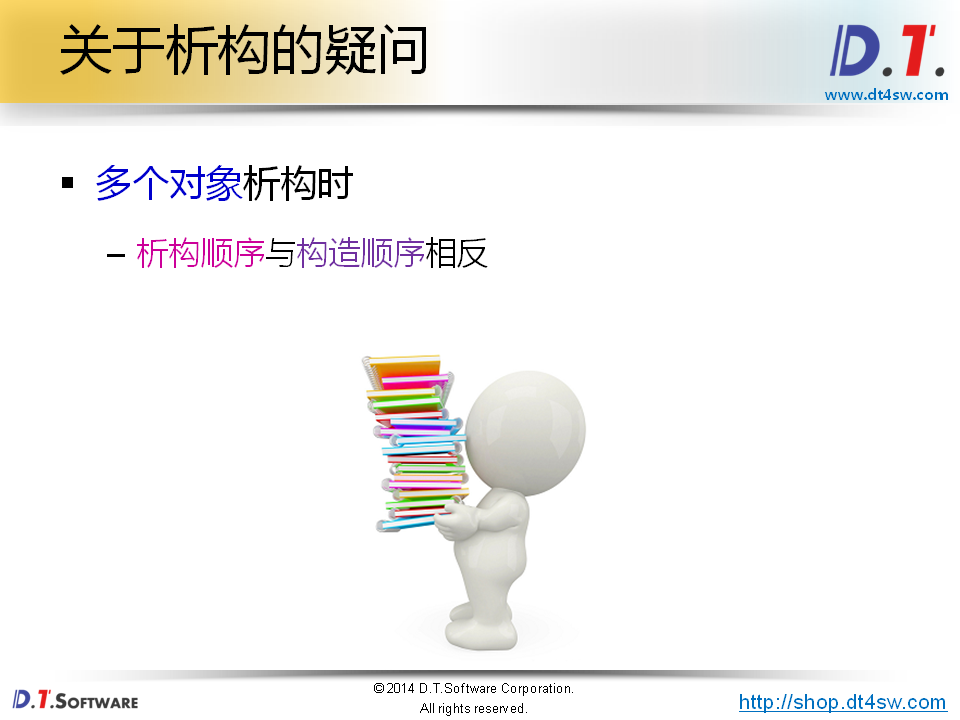 关于析构的疑问
D.T.
www.dt4sw.com
▪ 多个对象析构时
– 析构顺序与构造顺序相反
D.T.SOFTWARE
©2014 D.T.Software Corporation.
All rights reserved.
http://shop.dt4sw.com